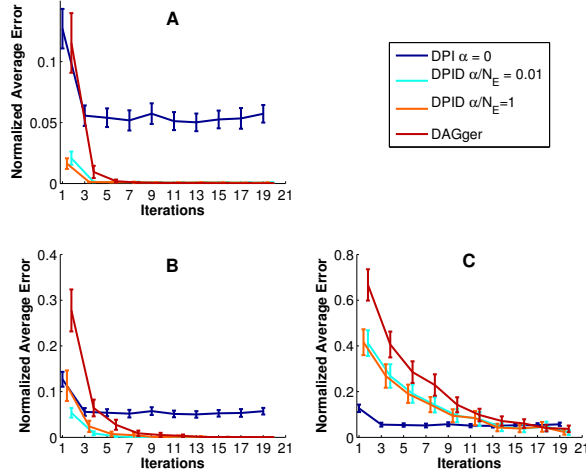 A
Normalized Average Error
0.1
0.05
0
1 3 5 7 9 11 13 15 17 19 21
Iterations
DPI α = 0
DPID α/N_E = 0.01
DPID α/N_E=1
DAGger
B
Normalized Average Error
0.4
0.3
0.2
0.1
0
1 3 5 7 9 11 13 15 17 19 21
Iterations
C
Normalized Average Error
0.8
0.6
0.4
0.2
0
1 3 5 7 9 11 13 15 17 19 21
Iterations